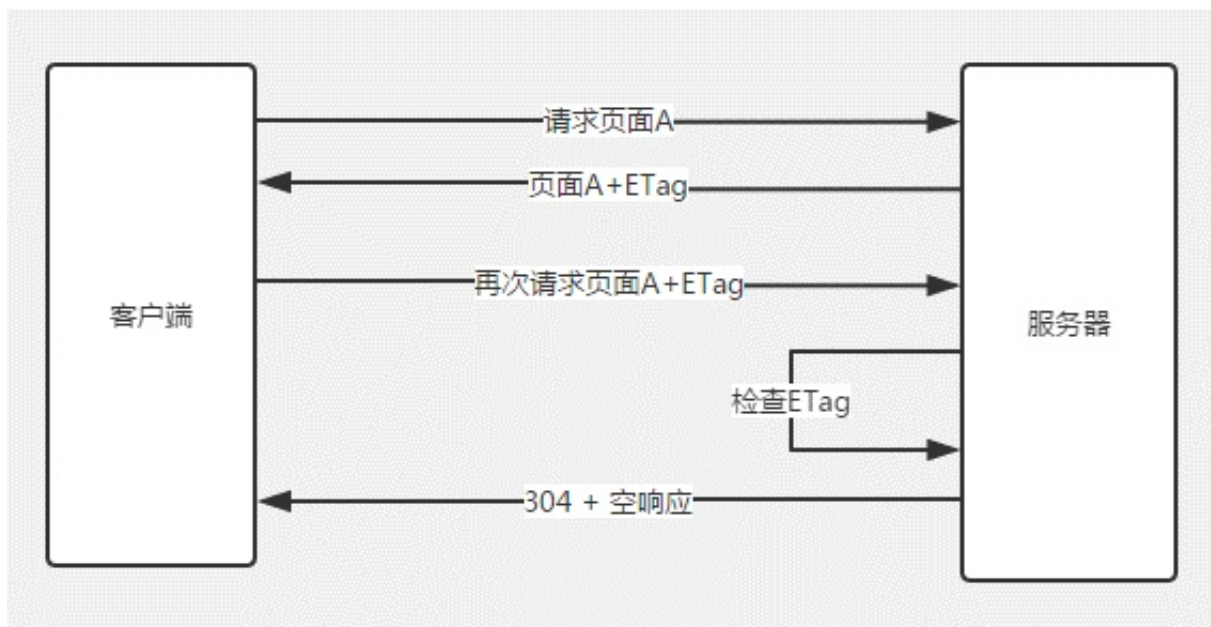 请求页面A
页面A+ETag
再次请求页面A+ETag
客户端
服务器
检查ETag
304 + 空响应